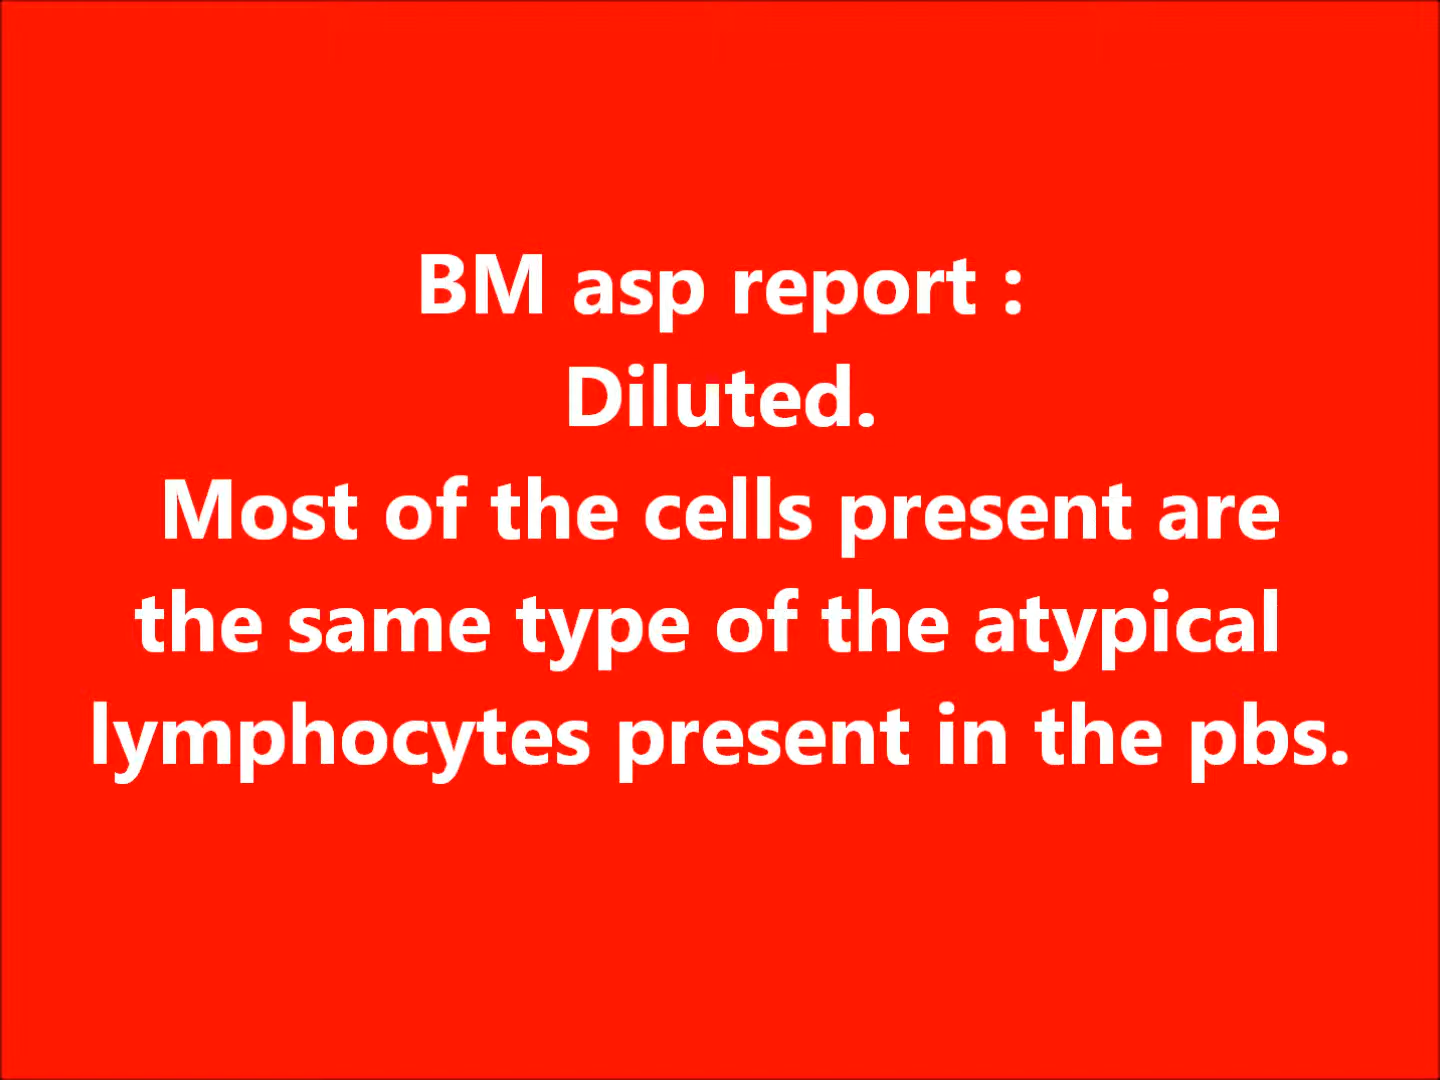 BM asp report :
Diluted.
Most of the cells present are
the same type of the atypical
lymphocytes present in the pbs.